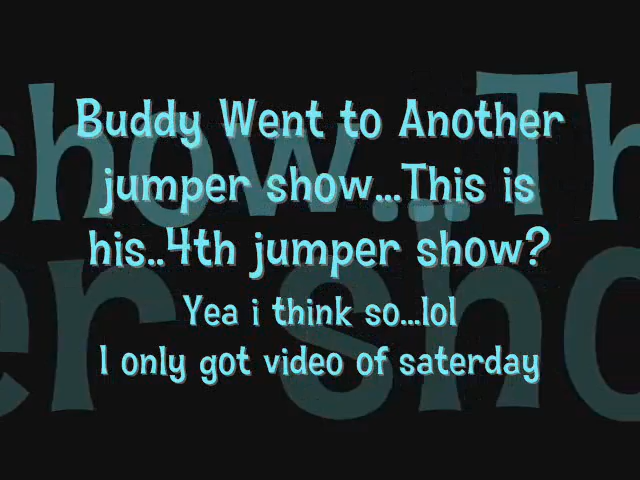 Buddy Went to Another
jumper show...This is
his..4th jumper show?
Yea i think so...lol
I only got video of saterday